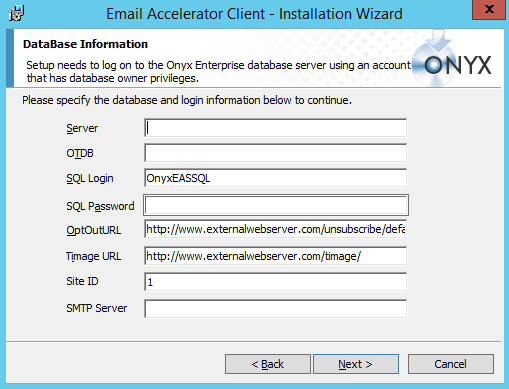 Email Accelerator Client - Installation Wizard
x
DataBase Information
Setup needs to log on to the Onyx Enterprise database server using an account
that has database owner privileges.
ONYX
Please specify the database and login information below to continue.
Server
OTDB
SQL Login OnyxEASSQL
SQL Password
OptOutURL http://www.externalwebserver.com/unsubscribe/defa
Timage URL http://www.externalwebserver.com/timage/
Site ID 1
SMTP Server
< Back Next > Cancel